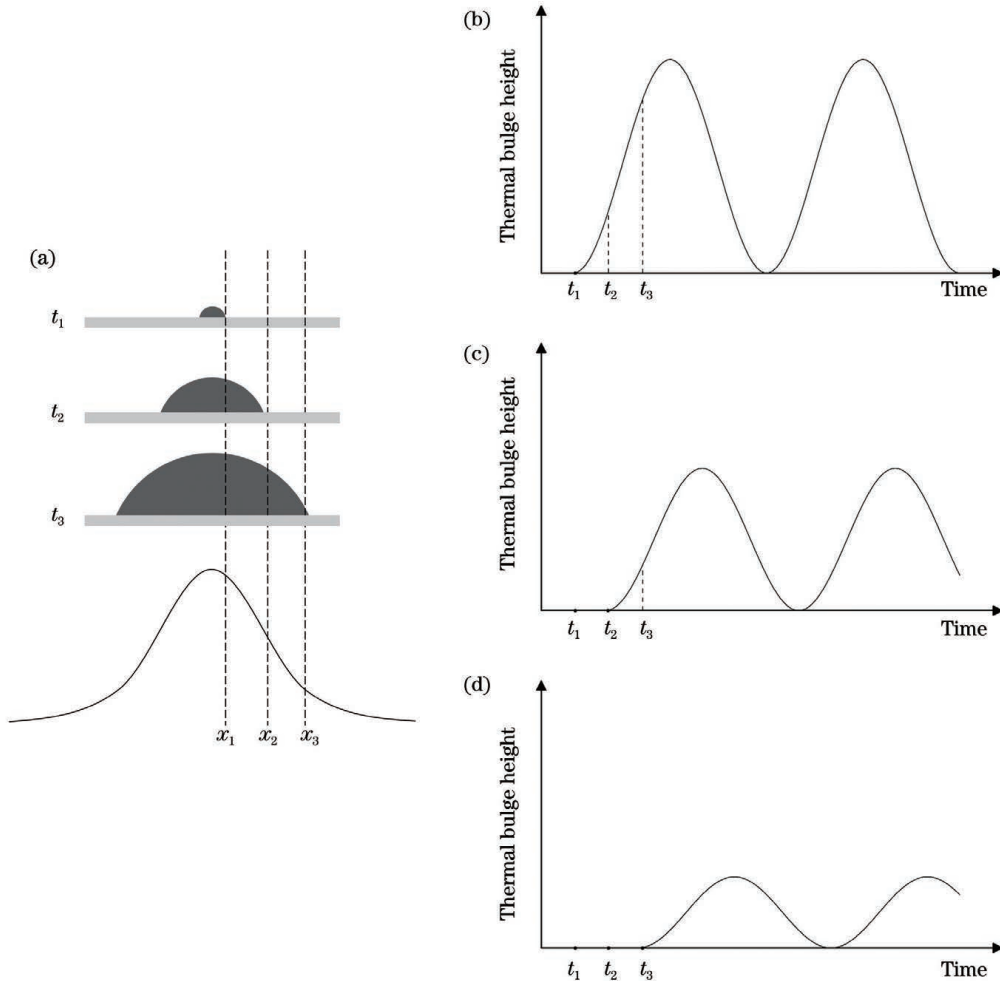 (a)
t₁
t₂
t₃
x₁ x₂ x₃
(b)
Thermal bulge height
t₁ t₂ t₃ Time
(c)
Thermal bulge height
t₁ t₂ t₃ Time
(d)
Thermal bulge height
t₁ t₂ t₃ Time